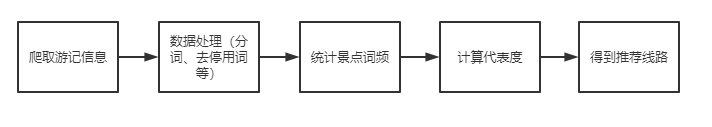 爬取游记信息
数据处理（分
词、去停用词
等）
统计景点词频
计算代表度
得到推荐线路